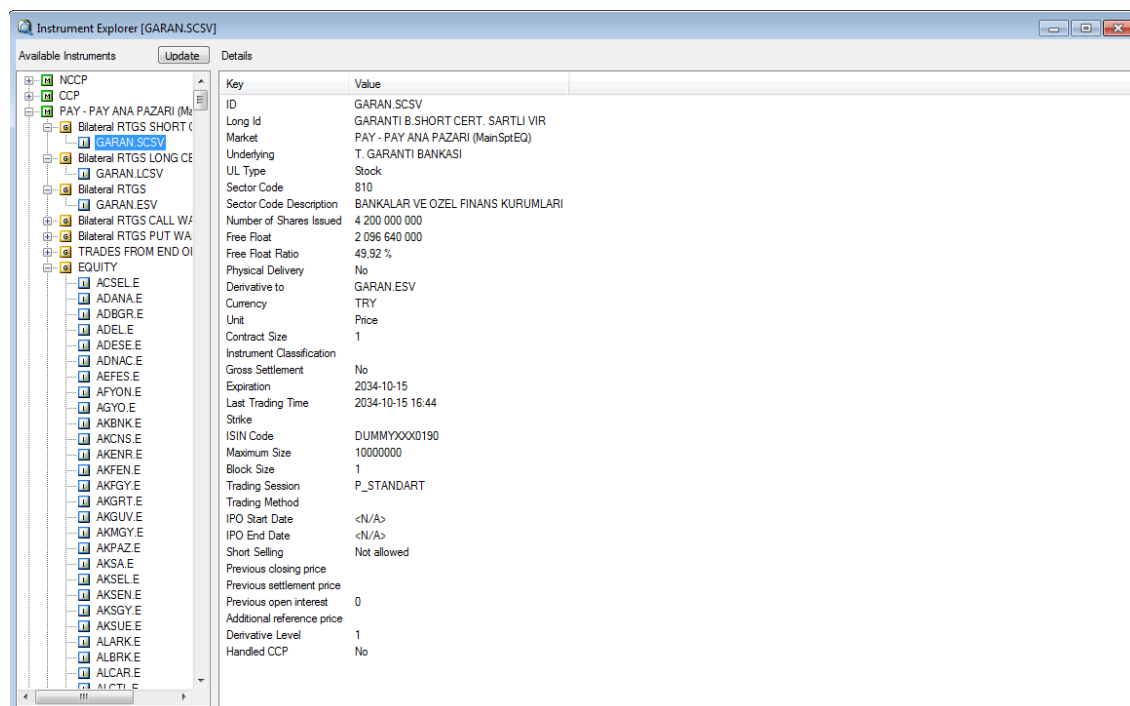 Instrument Explorer [GARAN.SCSV]
Available Instruments
Update
Details
NCCP
CCP
PAY - PAY ANA PAZARI (Ma
Bilateral RTGS SHORT C
GARAN.SCSV
Bilateral RTGS LONG CE
GARAN.LCSV
Bilateral RTGS
GARAN.ESV
Bilateral RTGS CALL WA
Bilateral RTGS PUT WA
TRADES FROM END OI
EQUITY
ACSEL.E
ADANA.E
ADBGR.E
ADEL.E
ADESE.E
ADNAC.E
AEFES.E
AFYON.E
AGYO.E
AKBNK.E
AKCNS.E
AKENR.E
AKFEN.E
AKFGY.E
AKGRT.E
AKGUV.E
AKMGY.E
AKPAZ.E
AKSA.E
AKSEL.E
AKSEN.E
AKSGY.E
AKSUE.E
ALARK.E
ALBRK.E
ALCAR.E
ALCTL.E
Key Value
ID GARAN.SCSV
Long Id GARANTI B.SHORT CERT. SARTLI VIR
Market PAY - PAY ANA PAZARI (MainSptEQ)
Underlying T. GARANTI BANKASI
UL Type Stock
Sector Code 810
Sector Code Description BANKALAR VE OZEL FINANS KURUMLARI
Number of Shares Issued 4 200 000 000
Free Float 2 096 640 000
Free Float Ratio 49,92 %
Physical Delivery No
Derivative to GARAN.ESV
Currency TRY
Unit Price
Contract Size 1
Instrument Classification
Gross Settlement No
Expiration 2034-10-15
Last Trading Time 2034-10-15 16:44
Strike
ISIN Code DUMMYXXX0190
Maximum Size 10000000
Block Size 1
Trading Session P_STANDART
Trading Method
IPO Start Date <N/A>
IPO End Date <N/A>
Short Selling Not allowed
Previous closing price
Previous settlement price
Previous open interest 0
Additional reference price
Derivative Level 1
Handled CCP No